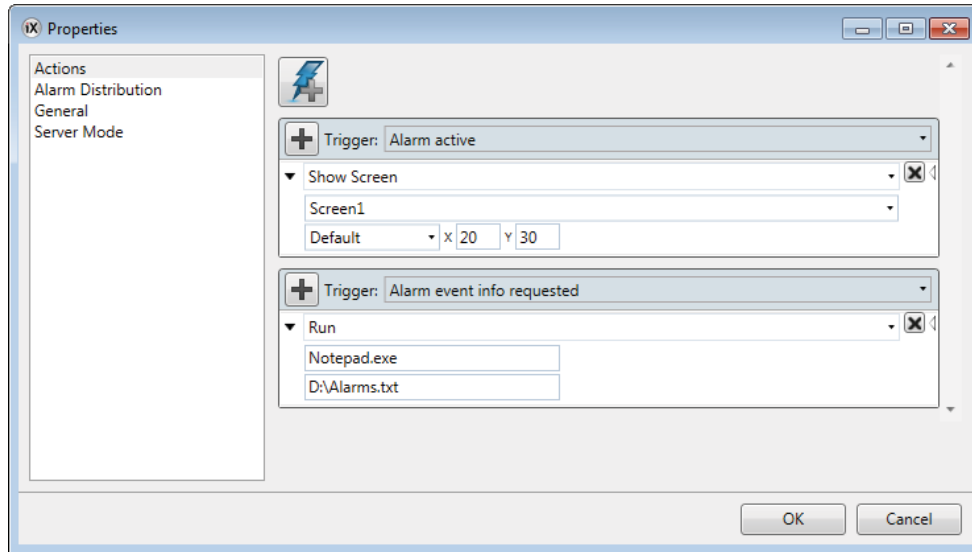 iX Properties
Actions
Alarm Distribution
General
Server Mode
Trigger: Alarm active
Show Screen
Screen1
Default X 20 Y 30
Trigger: Alarm event info requested
Run
Notepad.exe
D:\Alarms.txt
OK Cancel